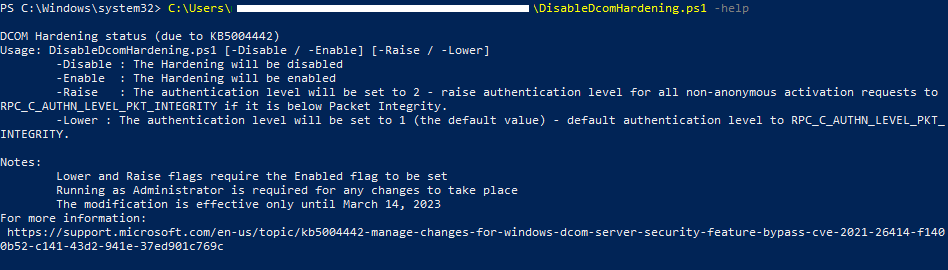 PS C:\Windows\system32> C:\Users\ \DisableDcomHardening.ps1 -help
DCOM Hardening status (due to KB5004442)
Usage: DisableDcomHardening.ps1 [-Disable / -Enable] [-Raise / -Lower]
-Disable : The Hardening will be disabled
-Enable : The Hardening will be enabled
-Raise : The authentication level will be set to 2 - raise authentication level for all non-anonymous activation requests to
RPC_C_AUTHN_LEVEL_PKT_INTEGRITY if it is below Packet Integrity.
-Lower : The authentication level will be set to 1 (the default value) - default authentication level to RPC_C_AUTHN_LEVEL_PKT_
INTEGRITY.
Notes:
Lower and Raise flags require the Enabled flag to be set
Running as Administrator is required for any changes to take place
The modification is effective only until March 14, 2023
For more information:
https://support.microsoft.com/en-us/topic/kb5004442-manage-changes-for-windows-dcom-server-security-feature-bypass-cve-2021-26414-f140
0b52-c141-43d2-941e-37ed901c769c